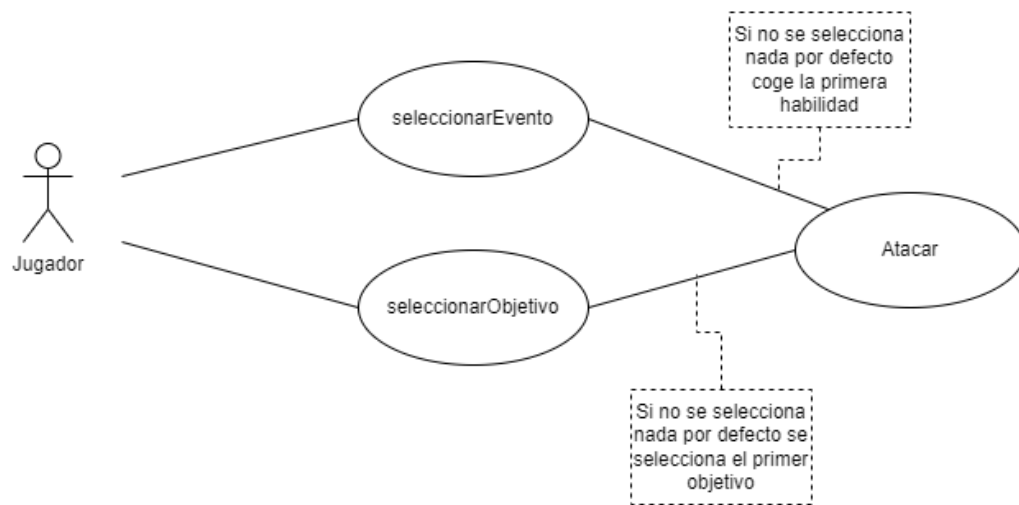 Si no se selecciona
nada por defecto
coge la primera
habilidad
seleccionarEvento
Jugador
Atacar
seleccionarObjetivo
Si no se selecciona
nada por defecto se
selecciona el primer
objetivo